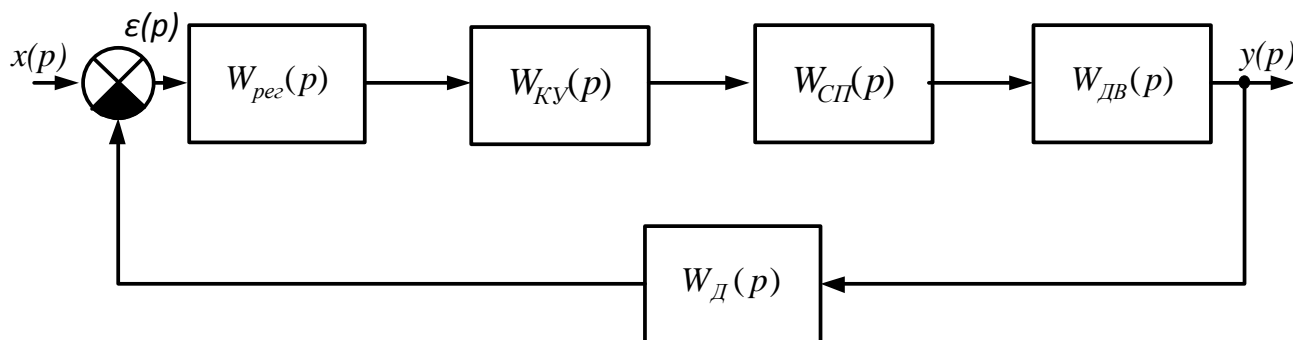 ε(p)
x(p)
W_рег(p)
W_КУ(p)
W_СП(p)
W_ДВ(p)
y(p)
W_Д(p)